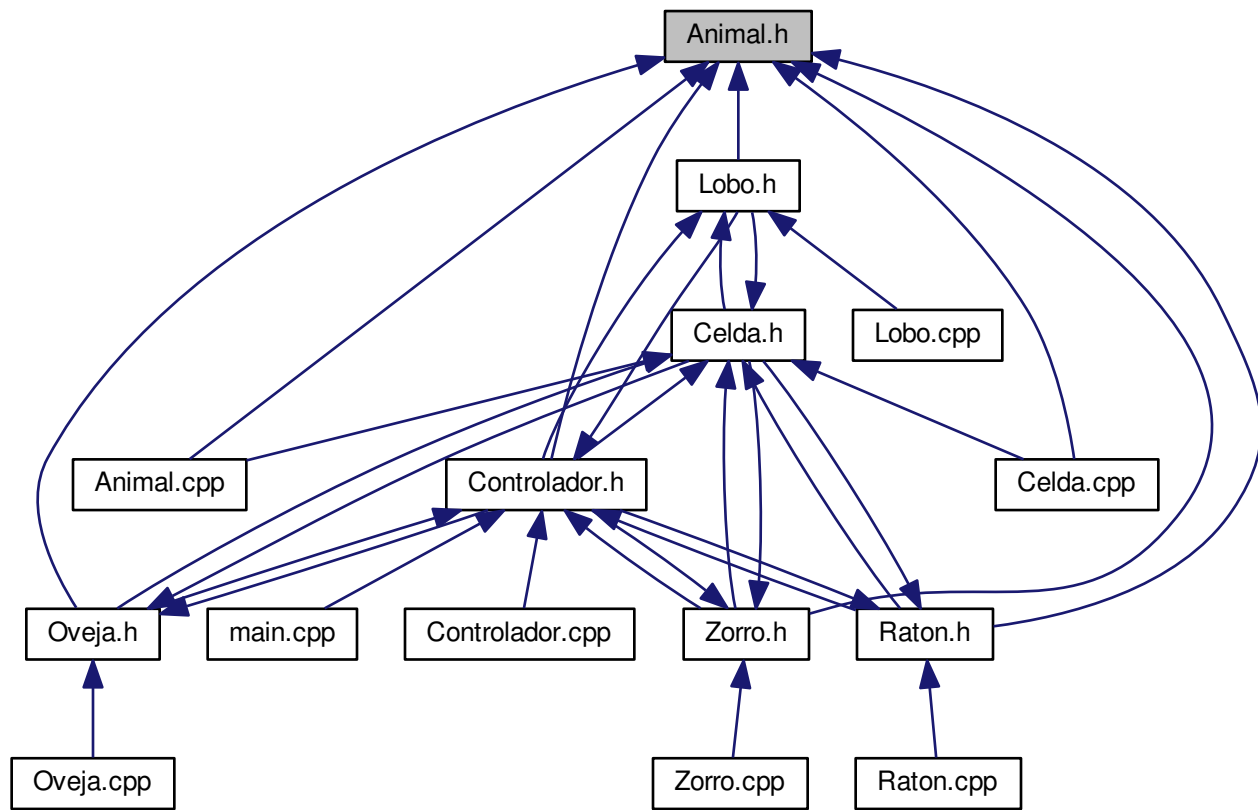 Animal.h
Lobo.h
Celda.h
Lobo.cpp
Animal.cpp
Controlador.h
Celda.cpp
Oveja.h
main.cpp
Controlador.cpp
Zorro.h
Raton.h
Oveja.cpp
Zorro.cpp
Raton.cpp